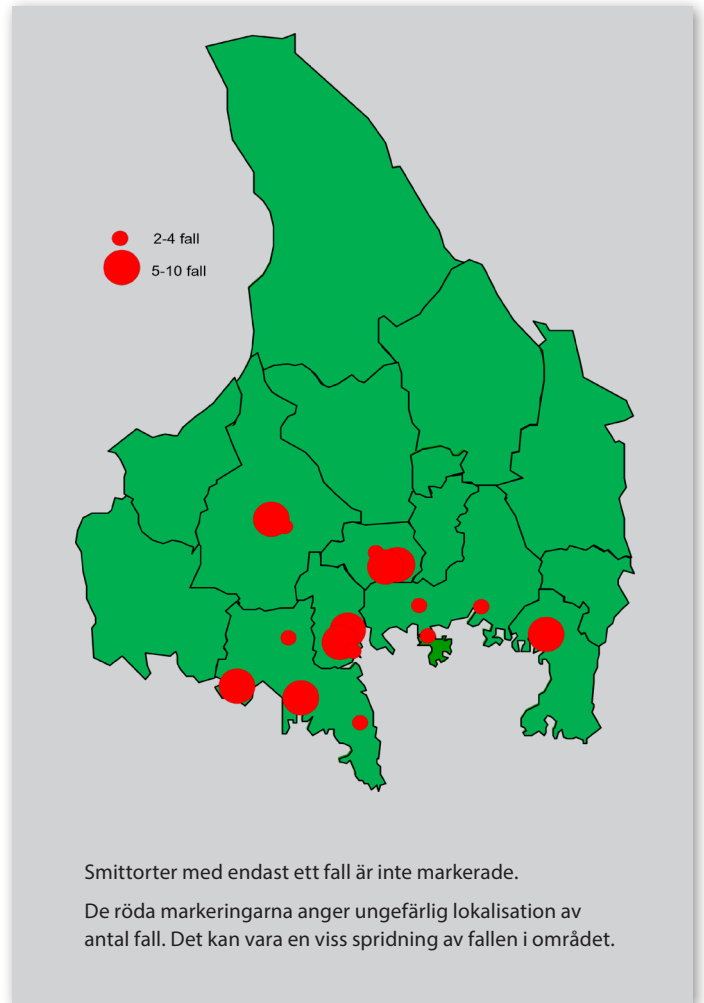 2-4 fall
5-10 fall
Smittorter med endast ett fall är inte markerade.
De röda markeringarna anger ungefärlig lokalisation av
antal fall. Det kan vara en viss spridning av fallen i området.